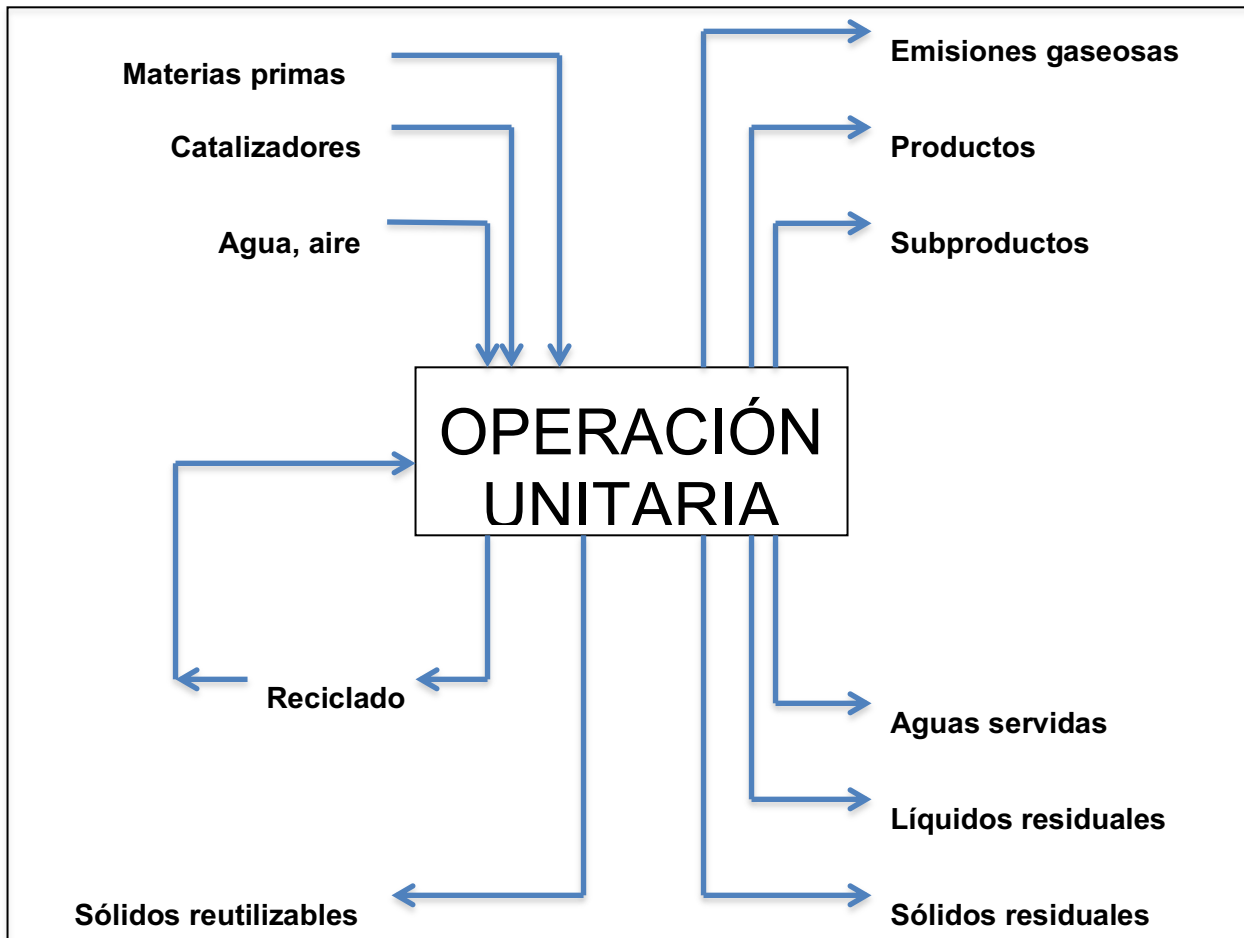 Materias primas
Catalizadores
Agua, aire
Emisiones gaseosas
Productos
Subproductos
OPERACIÓN
UNITARIA
Reciclado
Sólidos reutilizables
Aguas servidas
Líquidos residuales
Sólidos residuales